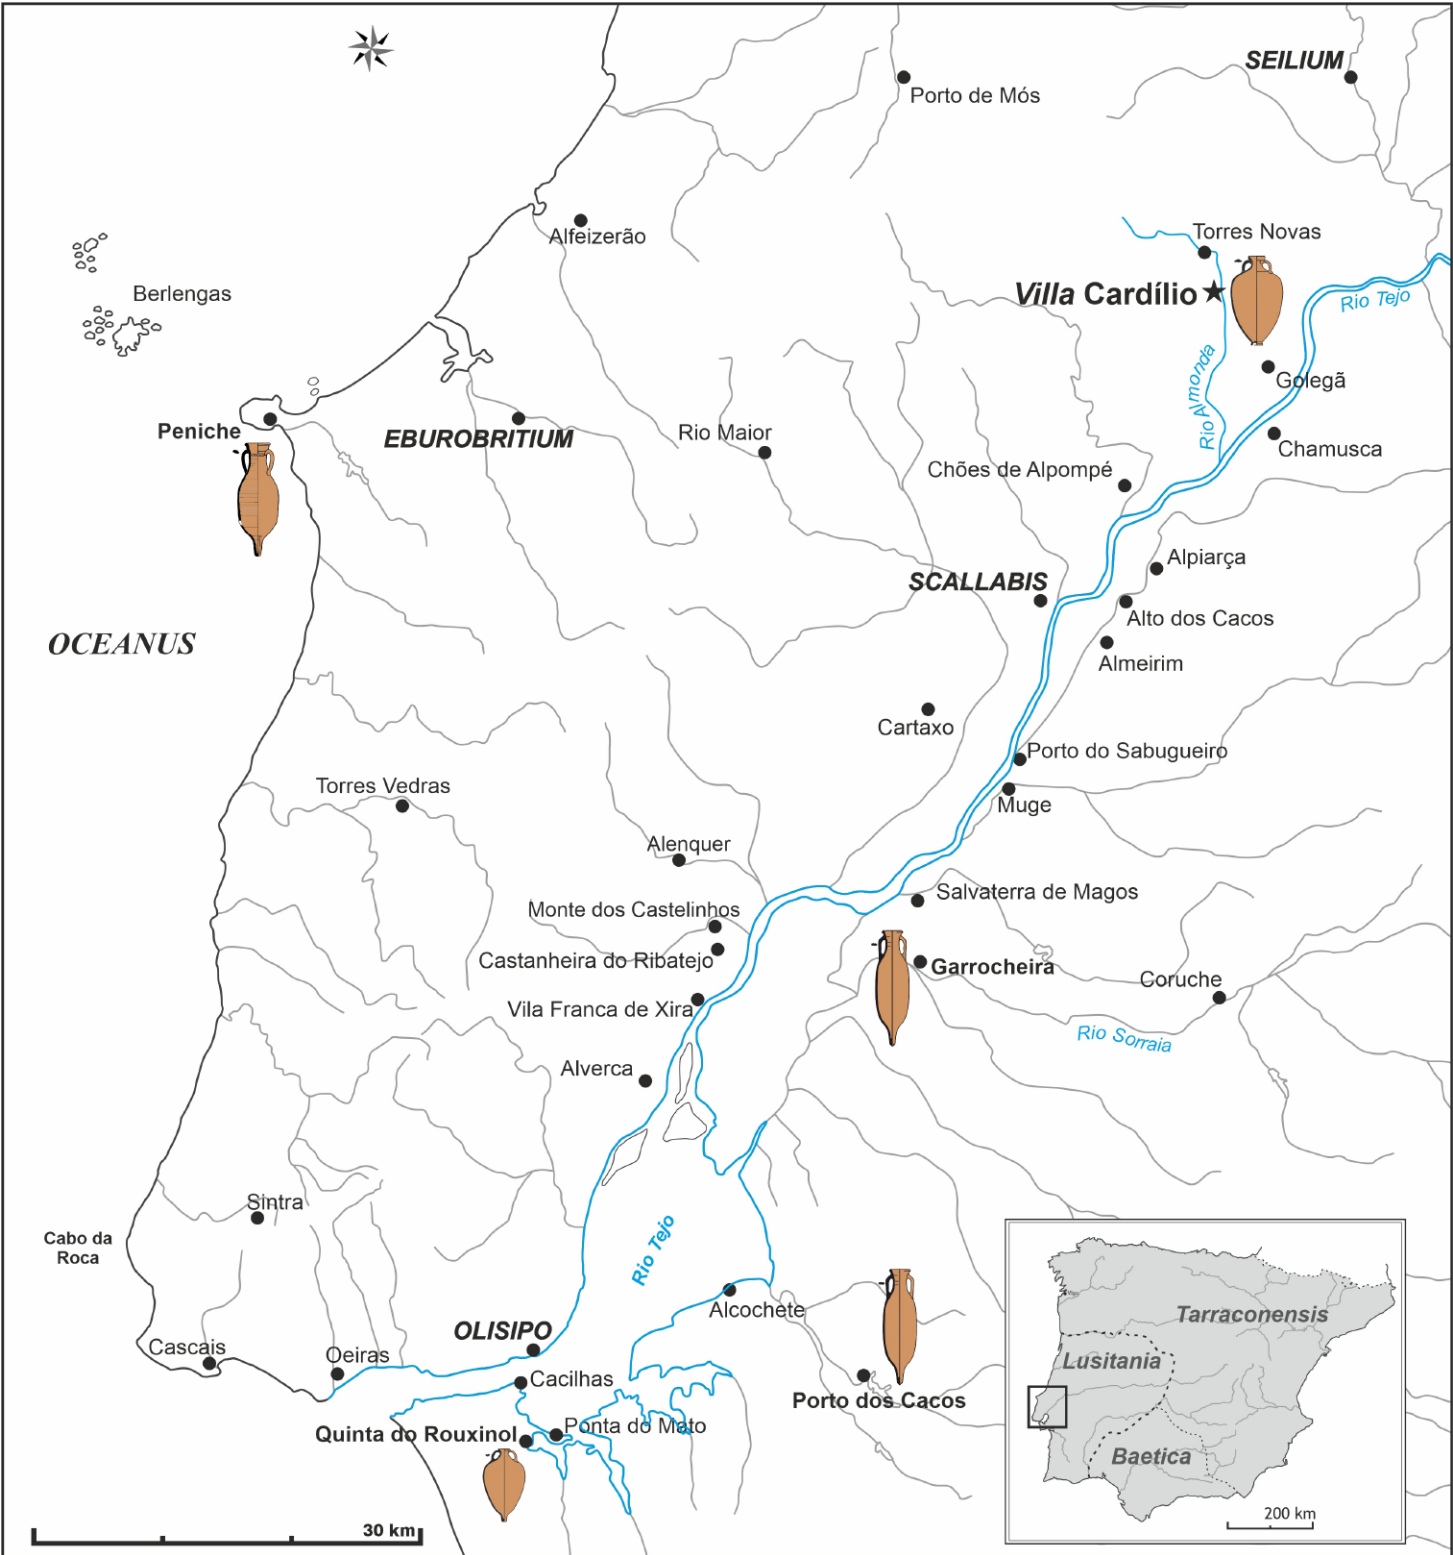 SEILIUM
Porto de Mós
Torres Novas
Alfeizerão
Villa Cardílio
Berlengas
Rio Tejo
Rio Almonda
Golegã
Peniche
EBUROBRITIUM
Rio Maior
Chamusca
Chões de Alpompé
Alpiarça
SCALLABIS
Alto dos Cacos
OCEANUS
Almeirim
Cartaxo
Porto do Sabugueiro
Torres Vedras
Muge
Alenquer
Salvaterra de Magos
Monte dos Castelinhos
Castanheira do Ribatejo
Garrocheira
Coruche
Vila Franca de Xira
Rio Sorraia
Alverca
Sintra
Cabo da
Roca
Rio Tejo
Alcochete
Tarraconensis
OLISIPO
Cascais
Oeiras
Lusitania
Cacilhas
Porto dos Cacos
Quinta do Rouxinol
Ponta do Mato
Baetica
200 km
30 km